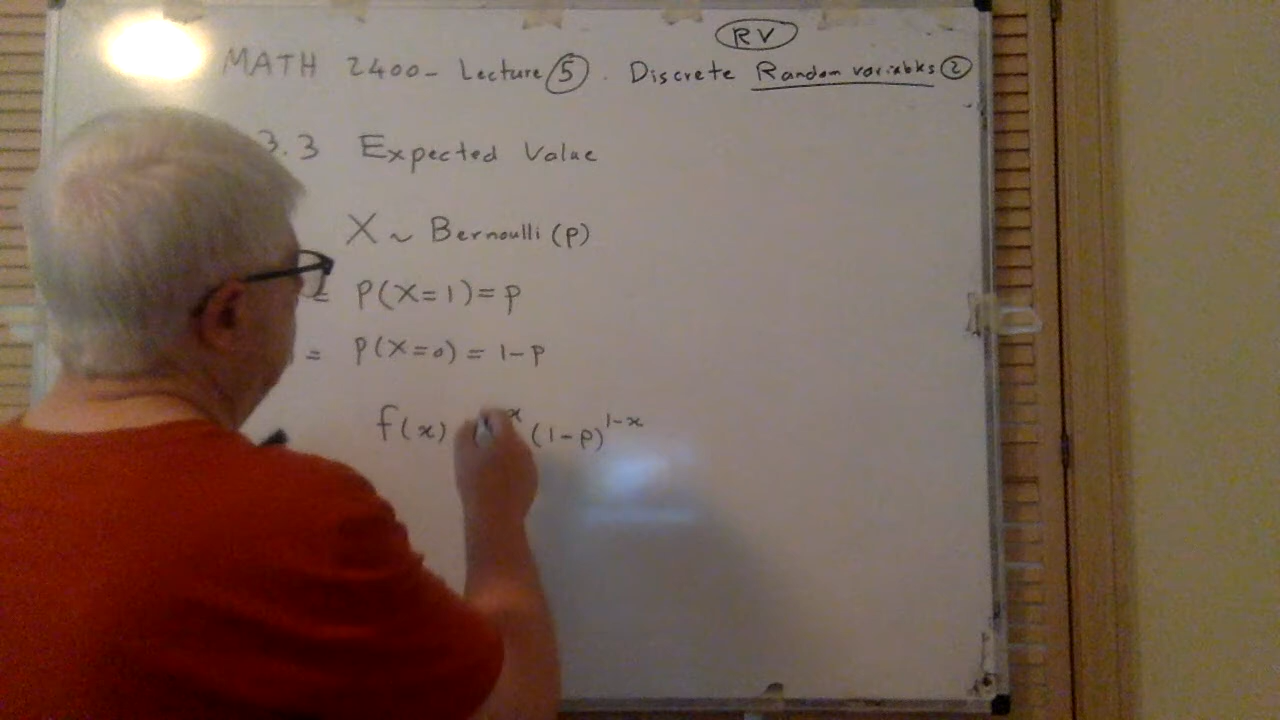 RV
MATH 2400- Lecture 5. Discrete Random variables 2
3.3 Expected Value
X ~ Bernoulli (p)
= P(X=1)=p
= P(X=0) = 1-p
f(x) x (1-p)^1-x